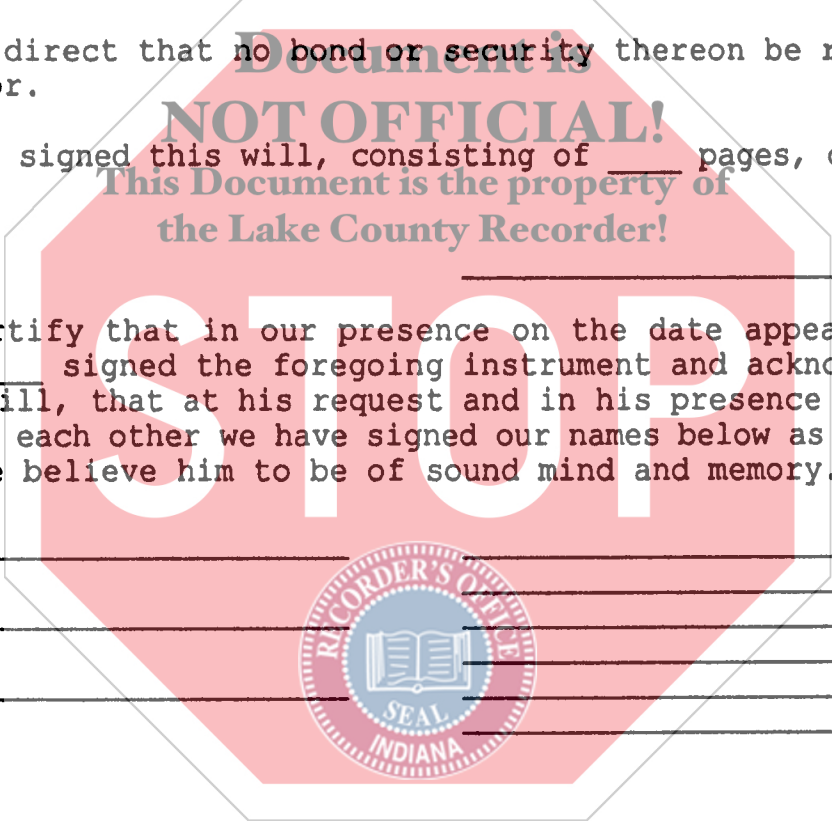 direct that no bond or security thereon be
Document is
or.
NOT OFFICIAL!
signed this will, consisting of ____ pages,
This Document is the property of
the Lake County Recorder!
STOP
rtify that in our presence on the date appea
____ signed the foregoing instrument and ackno
ill, that at his request and in his presence
each other we have signed our names below as
e believe him to be of sound mind and memory.
RECORDER'S OFFICE
SEAL
INDIANA